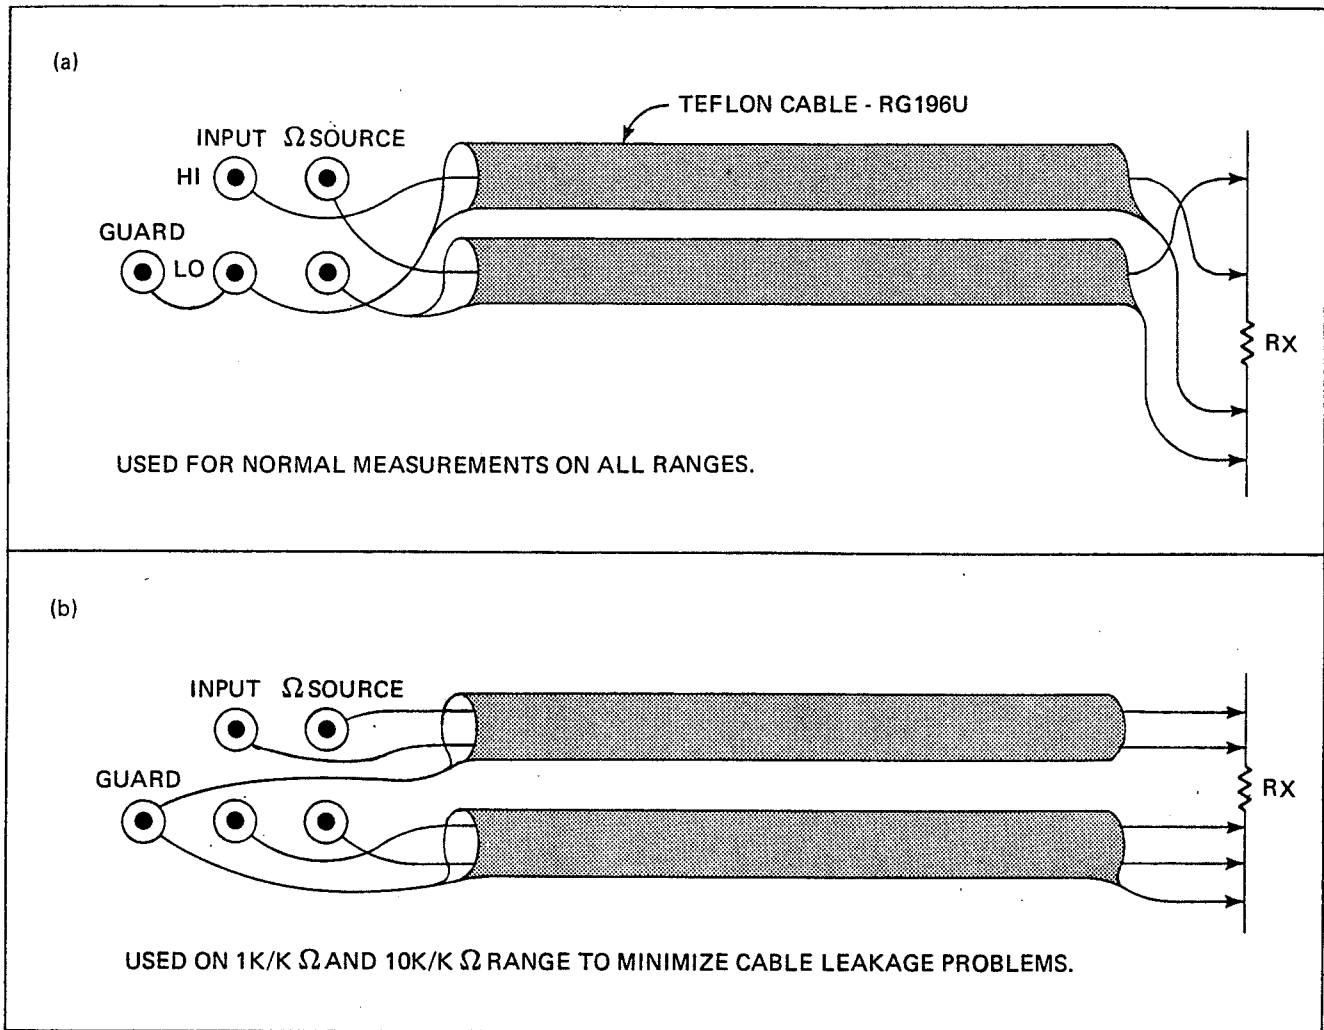 (a)
TEFLON CABLE - RG196U
INPUT Ω SOURCE
HI
GUARD
LO
RX
USED FOR NORMAL MEASUREMENTS ON ALL RANGES.
(b)
INPUT Ω SOURCE
GUARD
RX
USED ON 1K/K Ω AND 10K/K Ω RANGE TO MINIMIZE CABLE LEAKAGE PROBLEMS.